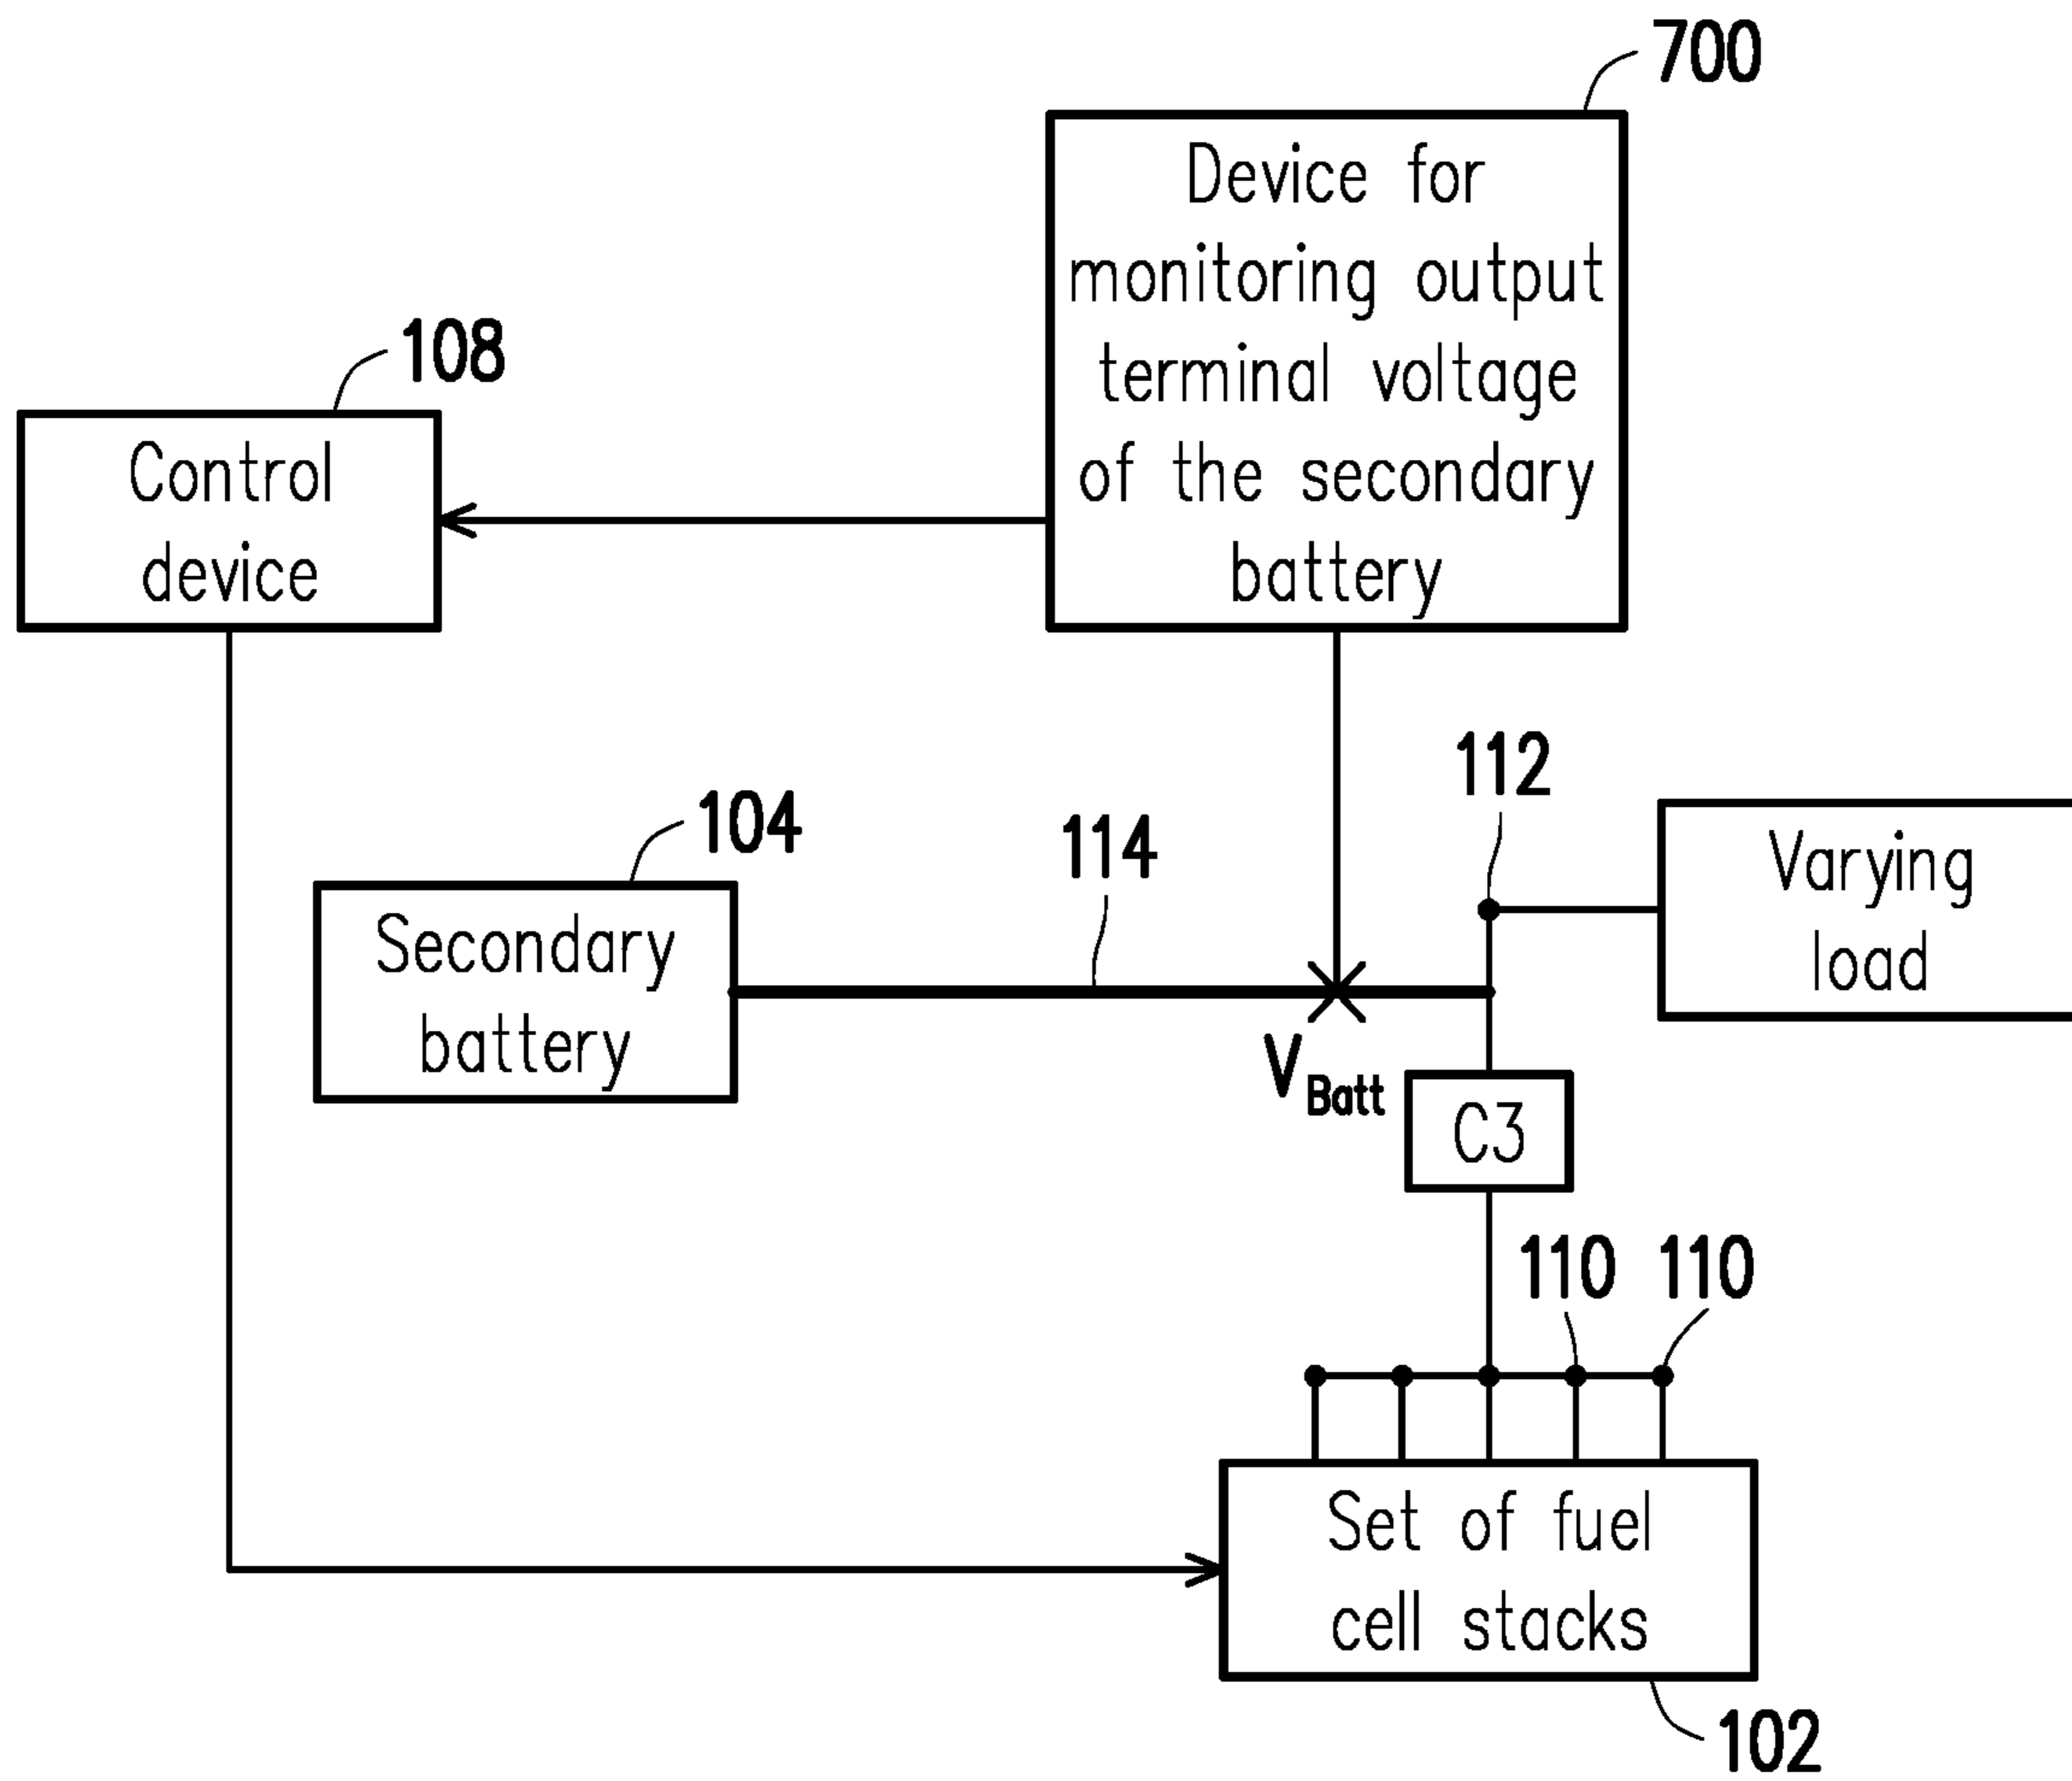 700
Device for
monitoring output
terminal voltage
of the secondary
battery
108
Control
device
112
104
114
Varying
load
Secondary
battery
VBatt
C3
110 110
Set of fuel
cell stacks
102